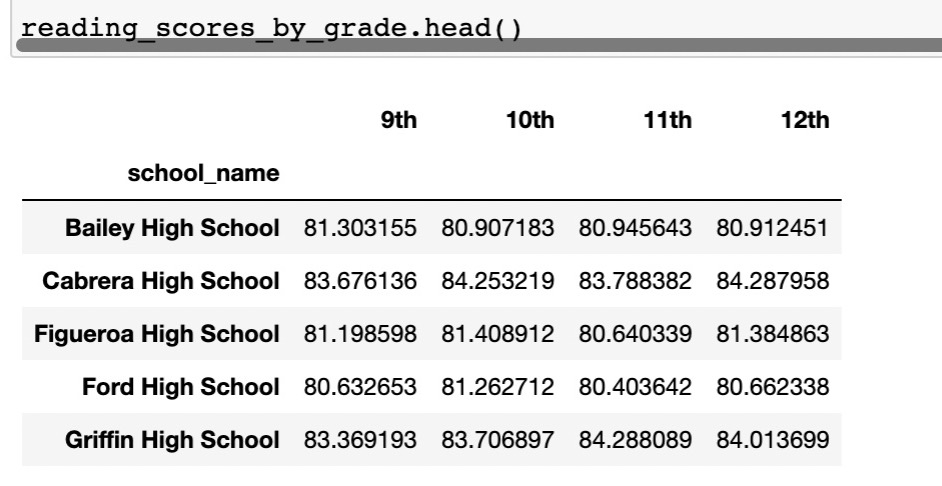 reading_scores_by_grade.head()
9th 10th 11th 12th
school_name
Bailey High School 81.303155 80.907183 80.945643 80.912451
Cabrera High School 83.676136 84.253219 83.788382 84.287958
Figueroa High School 81.198598 81.408912 80.640339 81.384863
Ford High School 80.632653 81.262712 80.403642 80.662338
Griffin High School 83.369193 83.706897 84.288089 84.013699